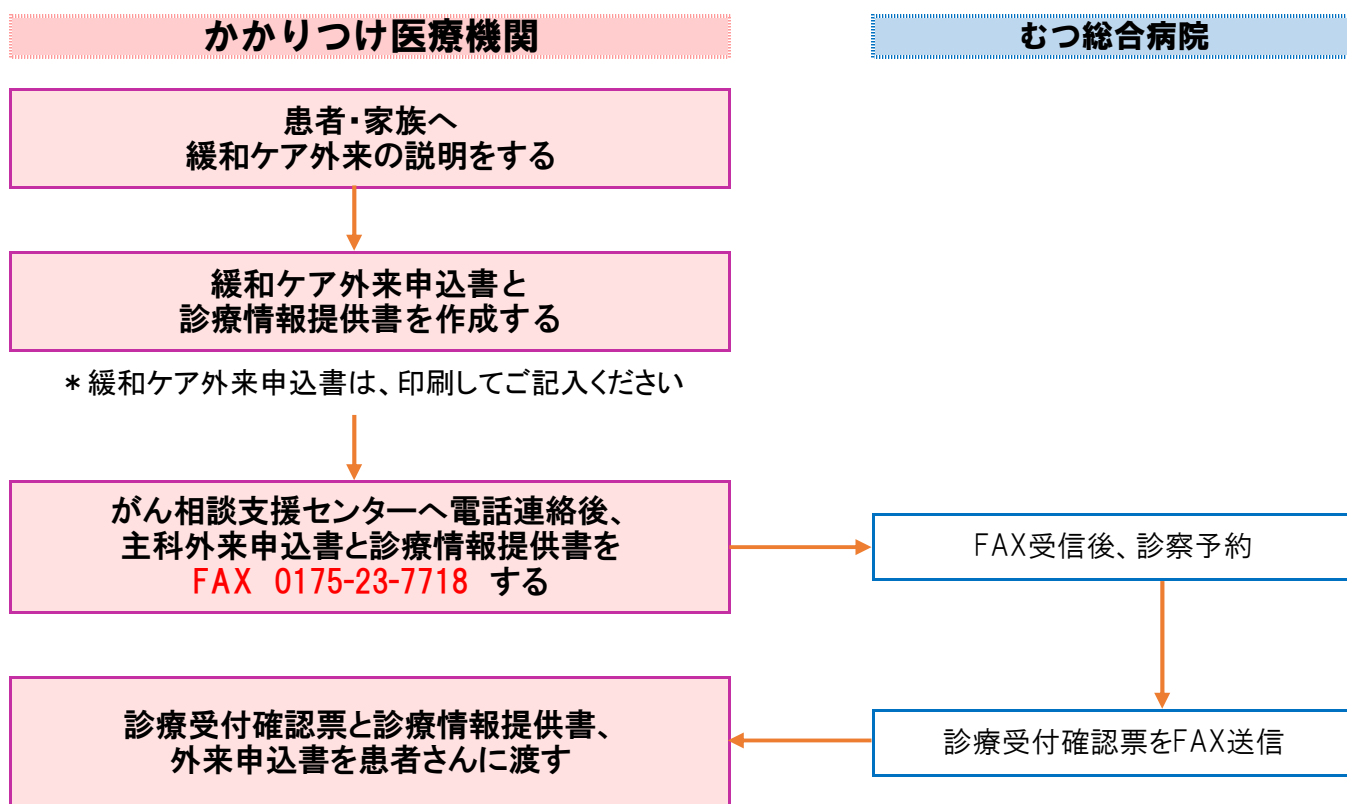 かかりつけ医療機関
むつ総合病院
患者・家族へ
緩和ケア外来の説明をする
緩和ケア外来申込書と
診療情報提供書を作成する
＊緩和ケア外来申込書は、印刷してご記入ください
がん相談支援センターへ電話連絡後、
主科外来申込書と診療情報提供書を
FAX 0175-23-7718 する
FAX受信後、診察予約
診療受付確認票をFAX送信
診療受付確認票と診療情報提供書、
外来申込書を患者さんに渡す